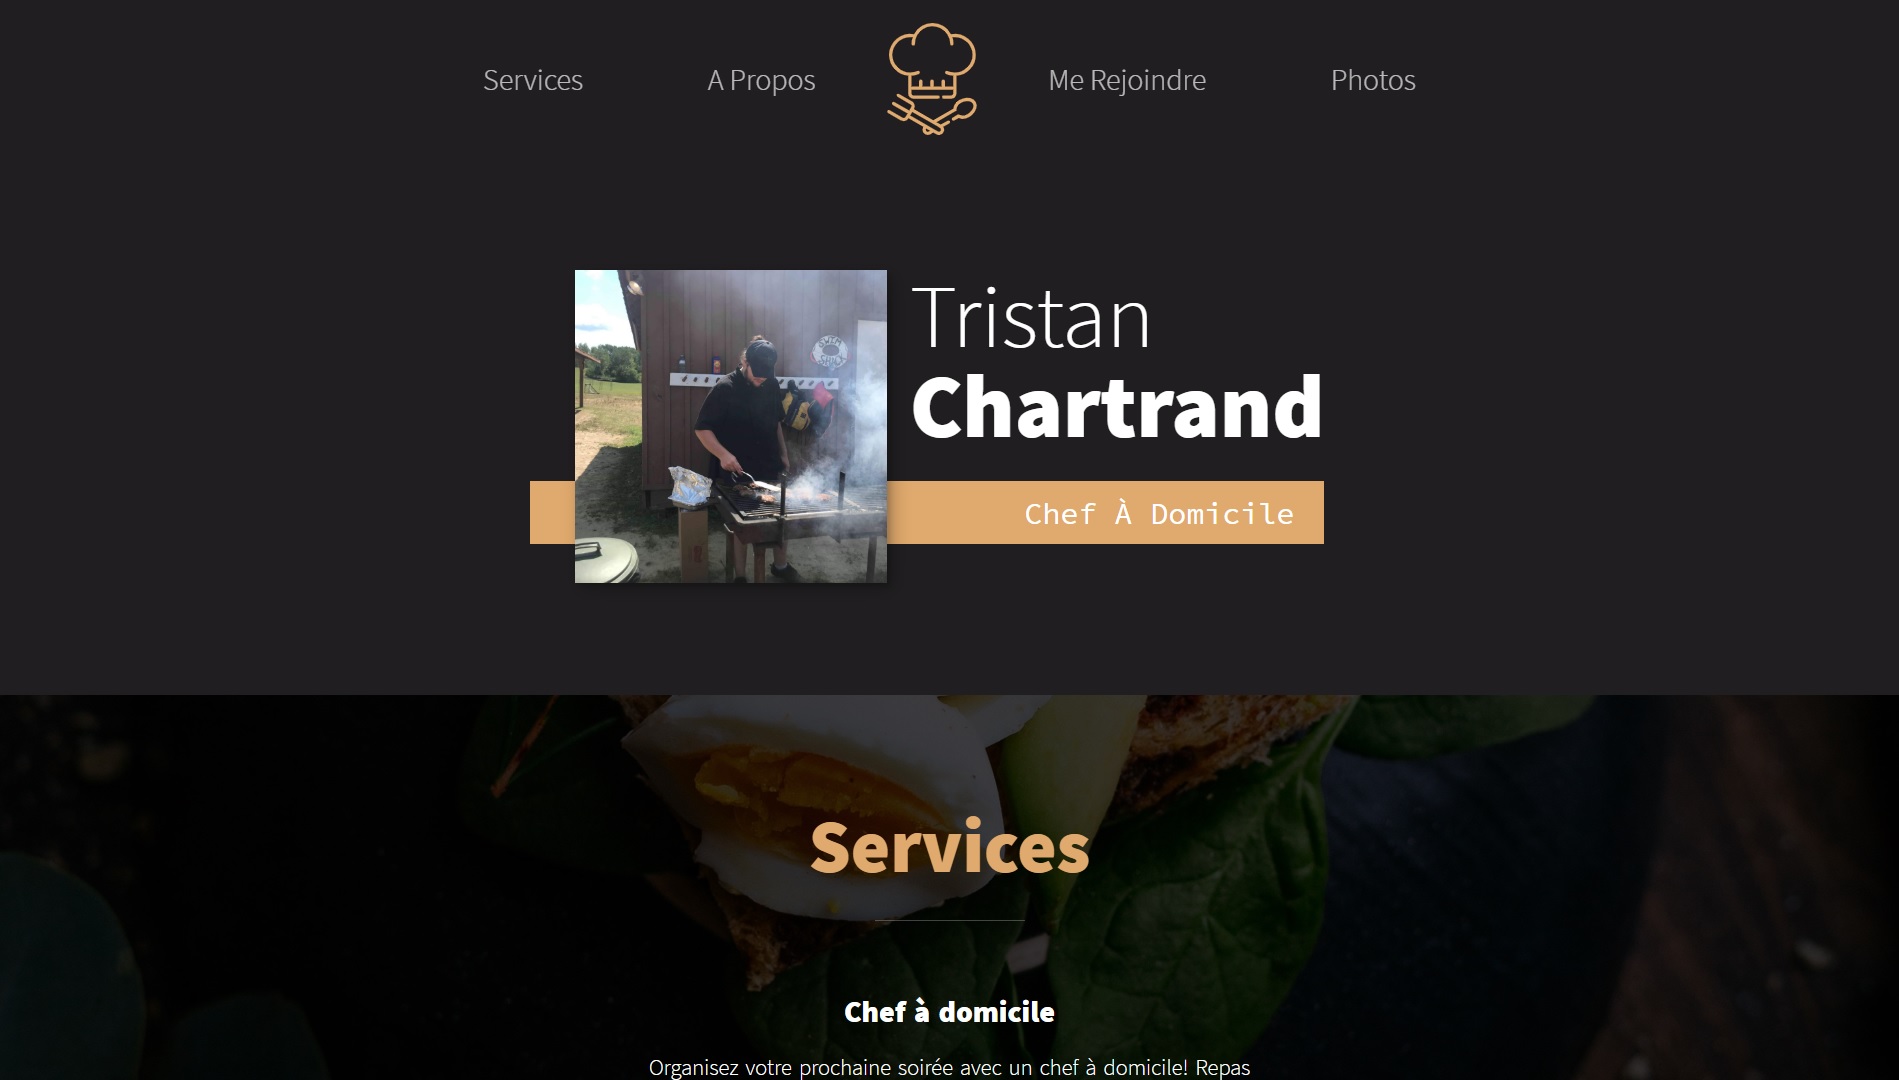 Services
A Propos
Me Rejoindre
Photos
Tristan
Chartrand
Chef À Domicile
Services
Chef à domicile
Organisez votre prochaine soirée avec un chef à domicile! Repas